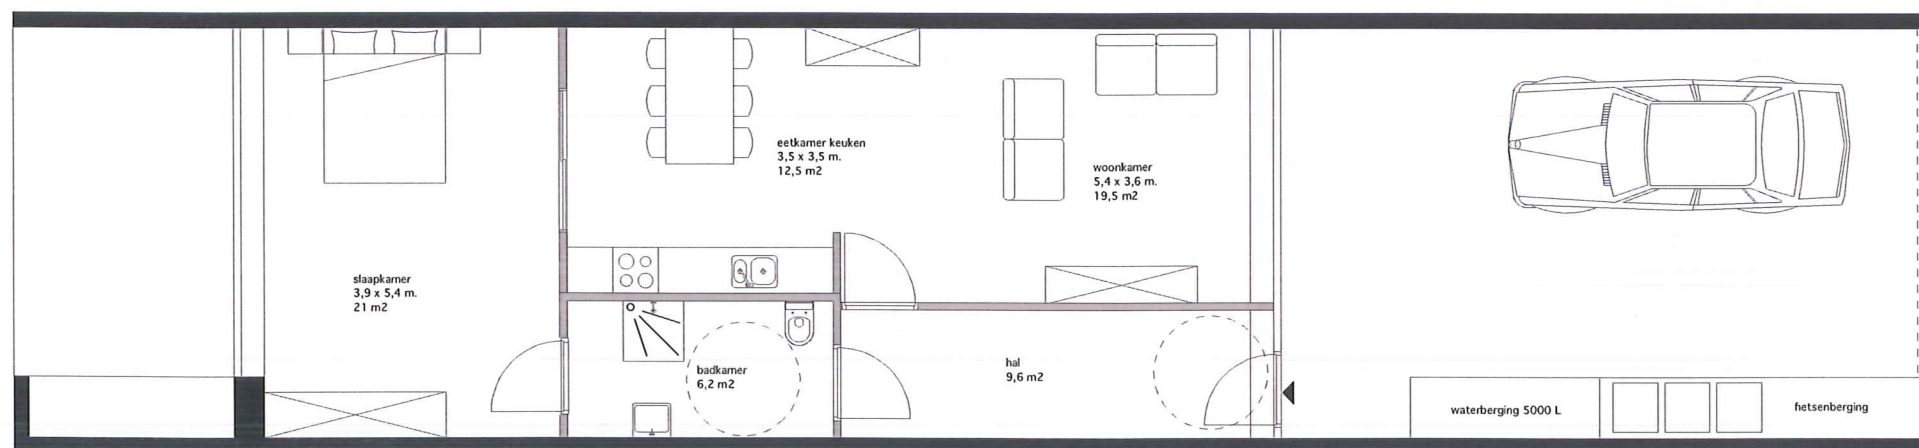 eetkamer keuken
3,5 x 3,5 m.
12,5 m2
woonkamer
5,4 x 3,6 m.
19,5 m2
slaapkamer
3,9 x 5,4 m.
21 m2
badkamer
6,2 m2
hal
9,6 m2
waterberging 5000 L
fietsenberging